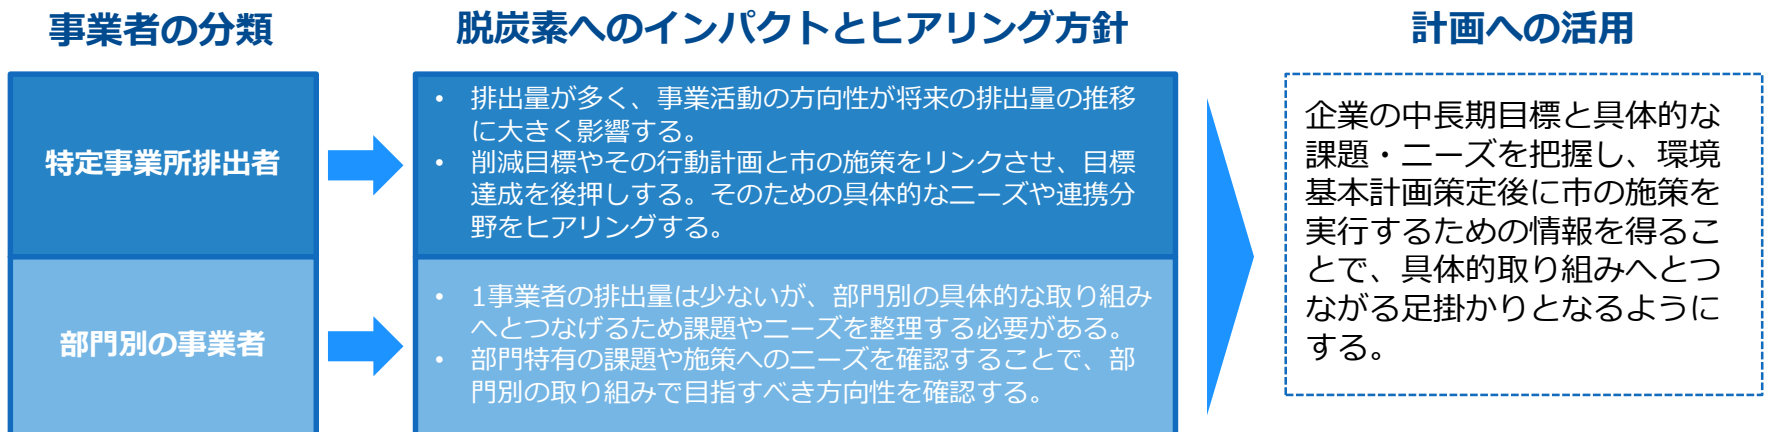 事業者の分類
脱炭素へのインパクトとヒアリング方針
計画への活用
特定事業所排出者
• 排出量が多く、事業活動の方向性が将来の排出量の推移
に大きく影響する。
• 削減目標やその行動計画と市の施策をリンクさせ、目標
達成を後押しする。そのための具体的なニーズや連携分
野をヒアリングする。
部門別の事業者
• 1事業者の排出量は少ないが、部門別の具体的な取り組み
へとつなげるため課題やニーズを整理する必要がある。
• 部門特有の課題や施策へのニーズを確認することで、部
門別の取り組みで目指すべき方向性を確認する。
企業の中長期目標と具体的な
課題・ニーズを把握し、環境
基本計画策定後に市の施策を
実行するための情報を得るこ
とで、具体的取り組みへとつ
ながる足掛かりとなるように
する。